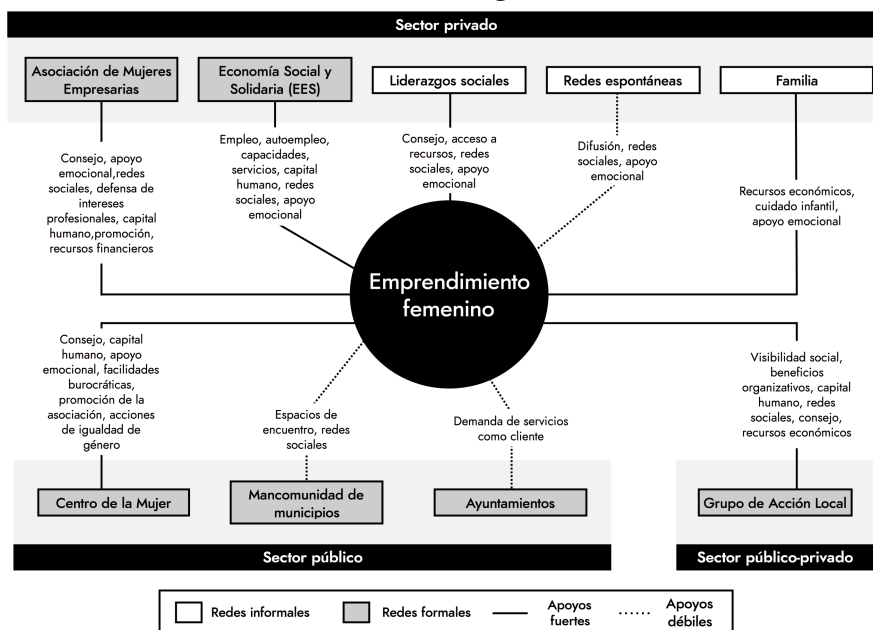 Sector privado
Asociación de Mujeres
Empresarias
Economía Social y
Solidaria (EES)
Liderazgos sociales
Redes espontáneas
Familia
Consejo, apoyo
emocional,redes
sociales, defensa de
intereses
profesionales, capital
humano,promoción,
recursos financieros
Empleo, autoempleo,
capacidades,
servicios, capital
humano, redes
sociales, apoyo
emocional
Consejo, acceso a
recursos, redes
sociales, apoyo
emocional
Difusión, redes
sociales, apoyo
emocional
Recursos económicos,
cuidado infantil,
apoyo emocional
Emprendimiento
femenino
Consejo, capital
humano, apoyo
emocional, facilidades
burocráticas,
promoción de la
asociación, acciones
de igualdad de
género
Espacios de
encuentro, redes
sociales
Demanda de servicios
como cliente
Visibilidad social,
beneficios
organizativos, capital
humano, redes
sociales, consejo,
recursos económicos
Centro de la Mujer
Mancomunidad de
municipios
Ayuntamientos
Grupo de Acción Local
Sector público
Sector público-privado
Redes informales
Redes formales
Apoyos
fuertes
Apoyos
débiles